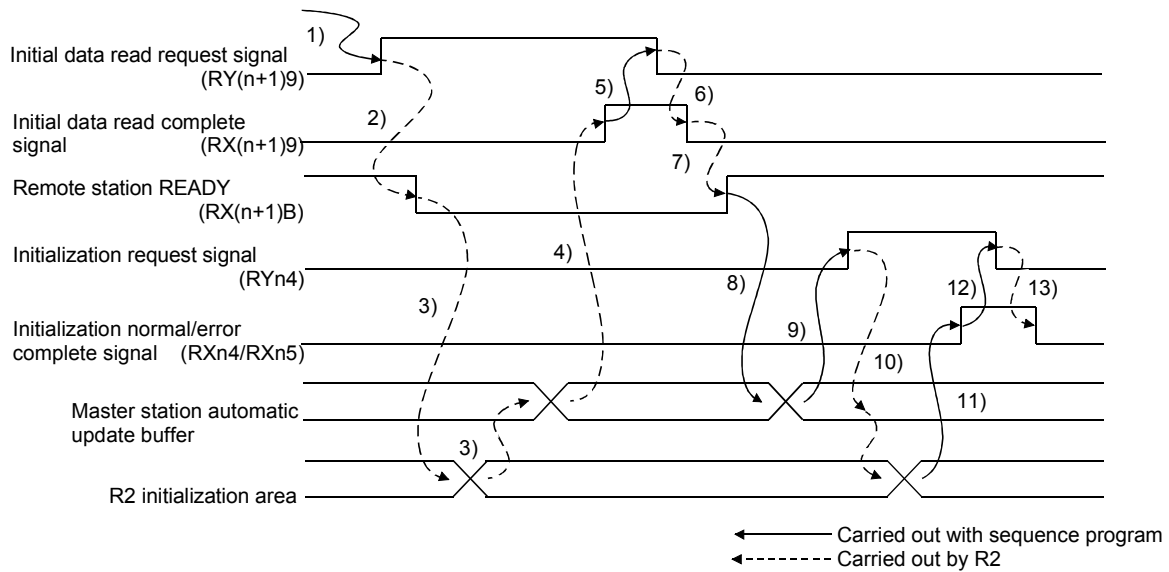 1)
Initial data read request signal
(RY(n+1)9)
5)
6)
2)
Initial data read complete
signal (RX(n+1)9)
7)
Remote station READY
(RX(n+1)B)
Initialization request signal
(RYn4)
4)
8)
12)
13)
3)
9)
Initialization normal/error
complete signal (RXn4/RXn5)
10)
Master station automatic
update buffer
11)
3)
R2 initialization area
Carried out with sequence program
Carried out by R2